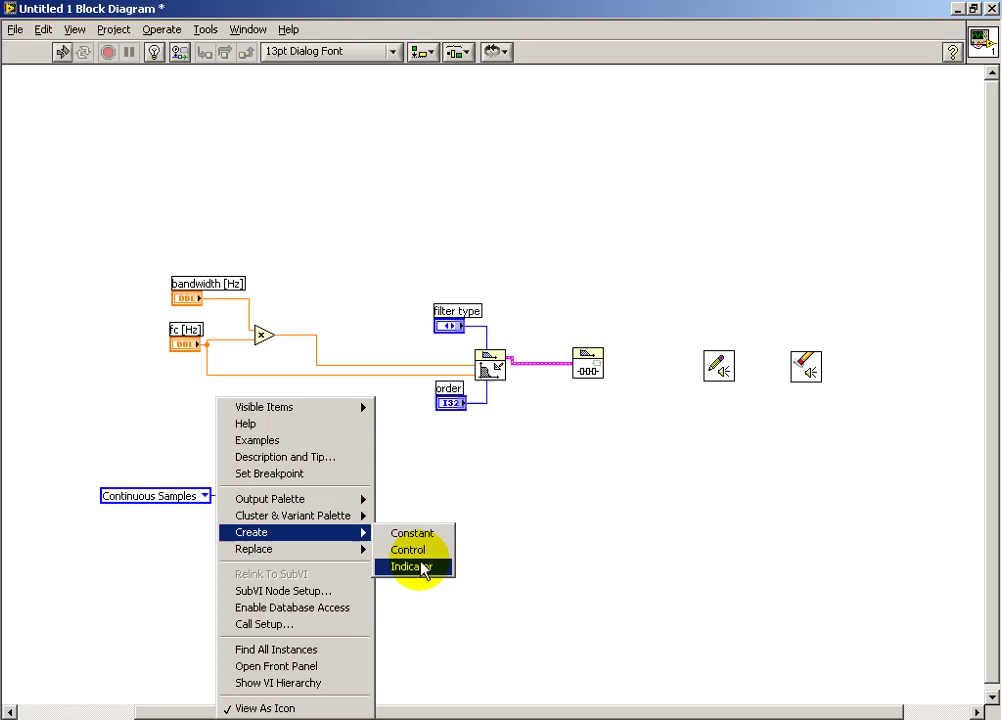 Untitled 1 Block Diagram *
File Edit View Project Operate Tools Window Help
13pt Dialog Font
?
1
bandwidth [Hz]
DBL
fc [Hz]
DBL
filter type
order
I32
Continuous Samples
Visible Items
Help
Examples
Description and Tip...
Set Breakpoint
Output Palette
Cluster & Variant Palette
Create
Replace
Relink To SubVI
SubVI Node Setup...
Enable Database Access
Call Setup...
Find All Instances
Open Front Panel
Show VI Hierarchy
View As Icon
Constant
Control
Indicator